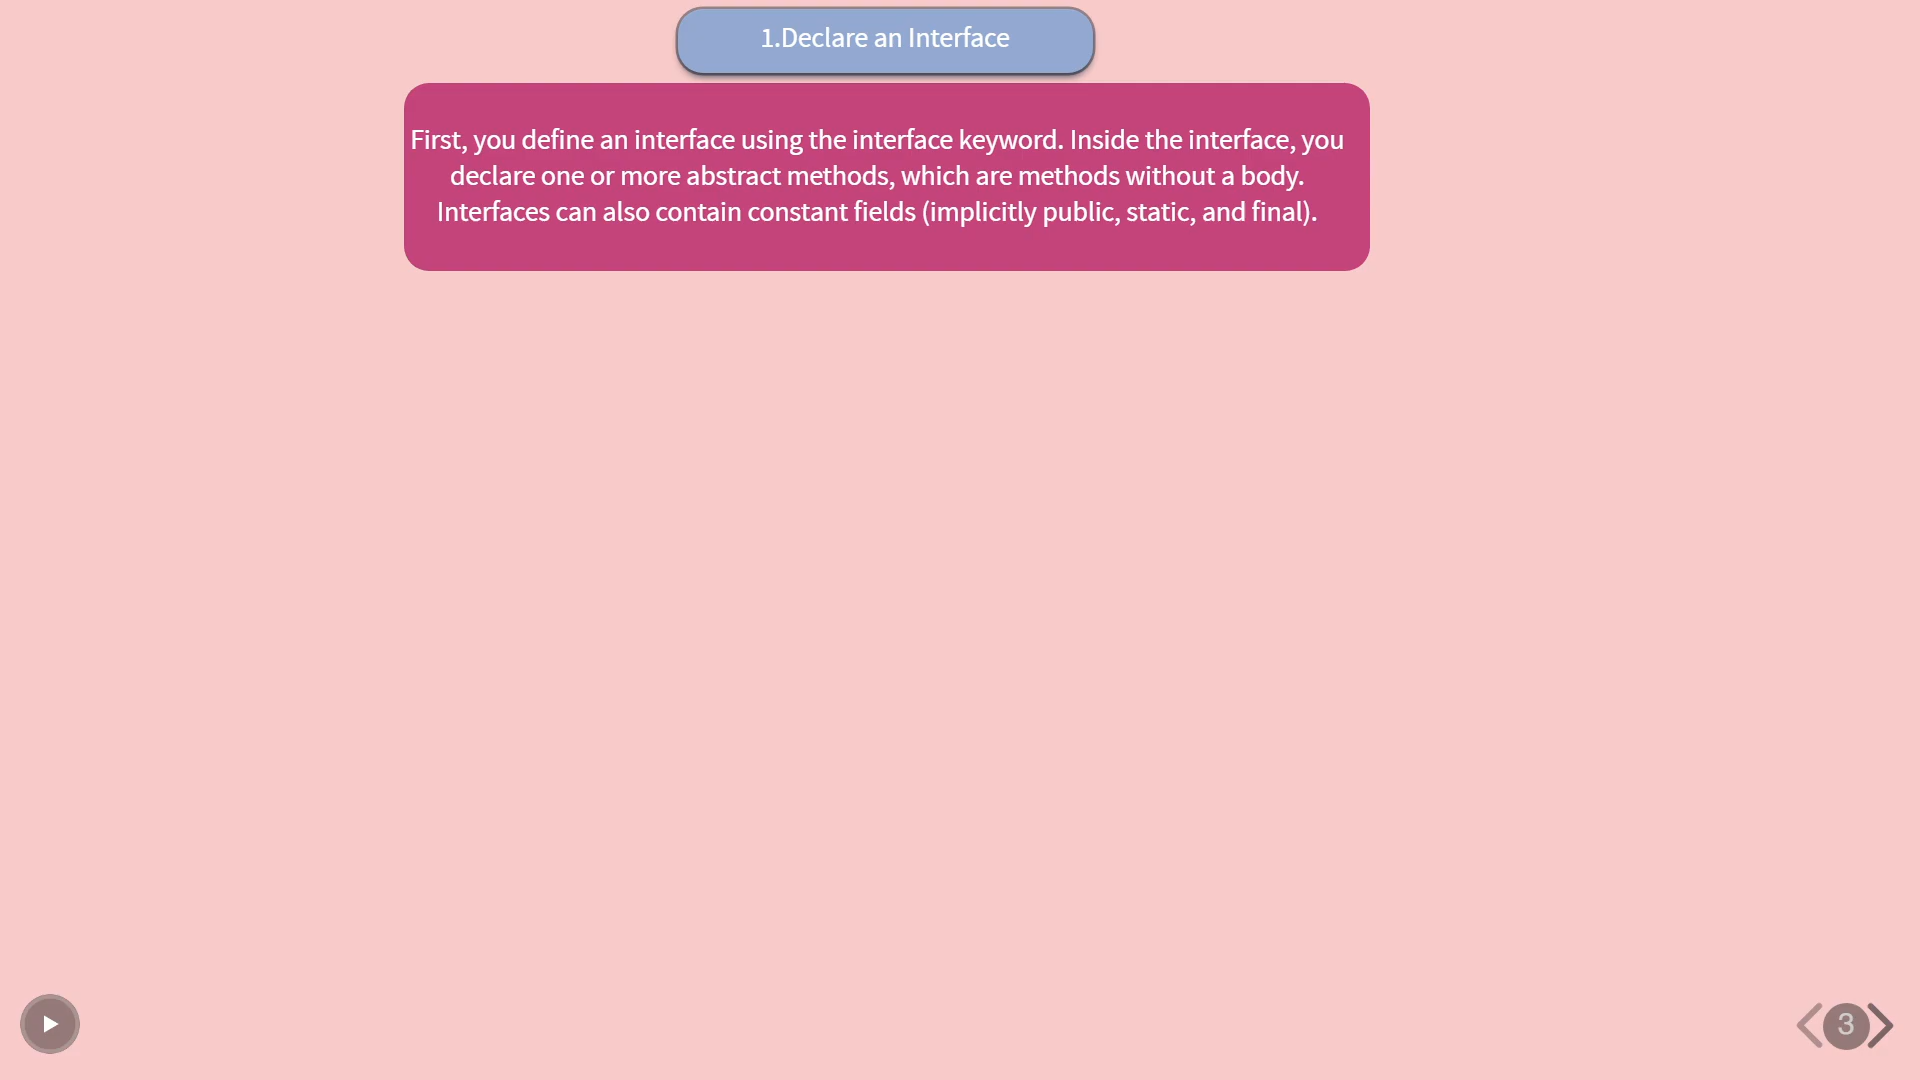 1.Declare an Interface
First, you define an interface using the interface keyword. Inside the interface, you
declare one or more abstract methods, which are methods without a body.
Interfaces can also contain constant fields (implicitly public, static, and final).
3